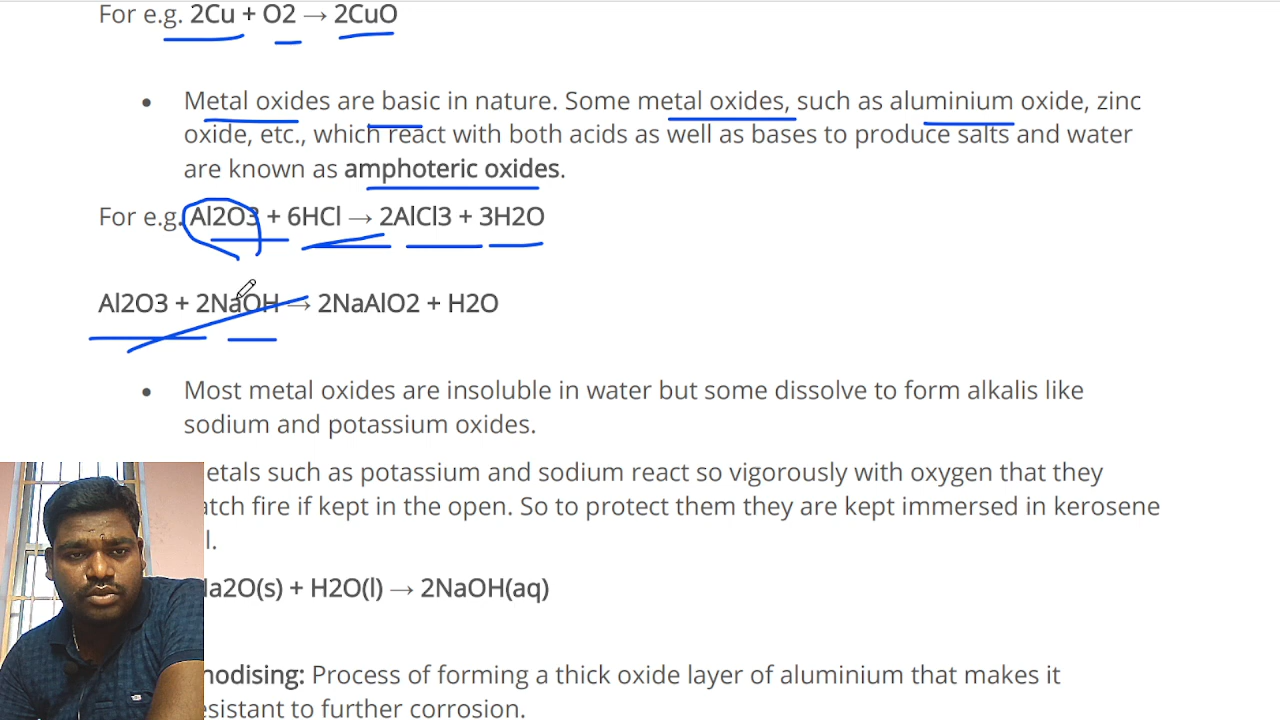 For e.g. 2Cu + O2 → 2CuO
• Metal oxides are basic in nature. Some metal oxides, such as aluminium oxide, zinc
oxide, etc., which react with both acids as well as bases to produce salts and water
are known as amphoteric oxides.
For e.g. Al2O3 + 6HCl → 2AlCl3 + 3H2O
Al2O3 + 2NaOH → 2NaAlO2 + H2O
• Most metal oxides are insoluble in water but some dissolve to form alkalis like
sodium and potassium oxides.
etals such as potassium and sodium react so vigorously with oxygen that they
atch fire if kept in the open. So to protect them they are kept immersed in kerosene
l.
a2O(s) + H2O(l) → 2NaOH(aq)
nodising: Process of forming a thick oxide layer of aluminium that makes it
esistant to further corrosion.